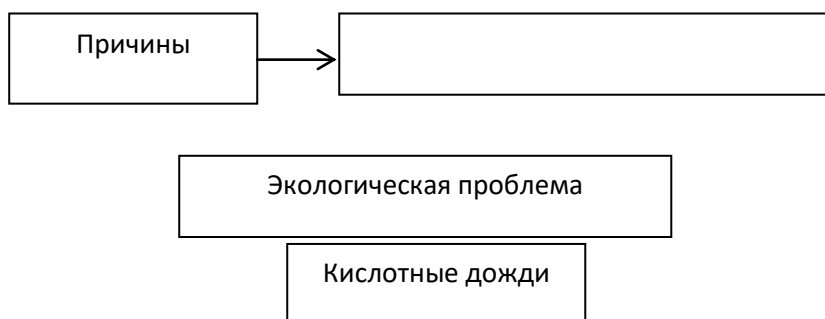 Причины
Экологическая проблема
Кислотные дожди